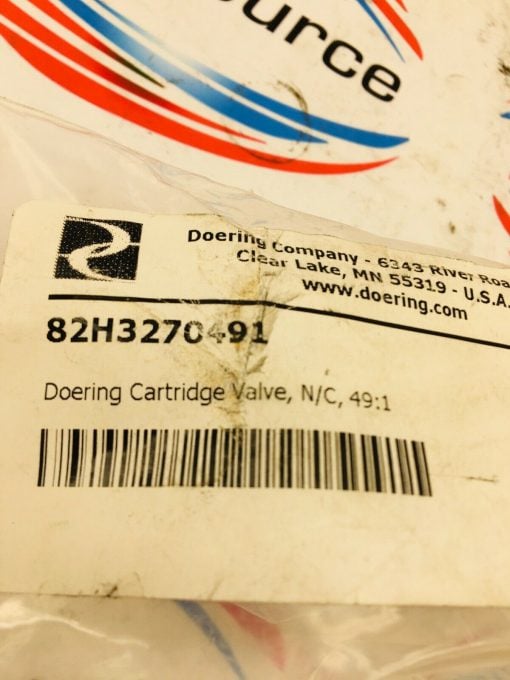 urce
Doering Company - 6343 River Roa
Clear Lake, MN 55319 - U.S.A.
www.doering.com
82H3270491
Doering Cartridge Valve, N/C, 49:1